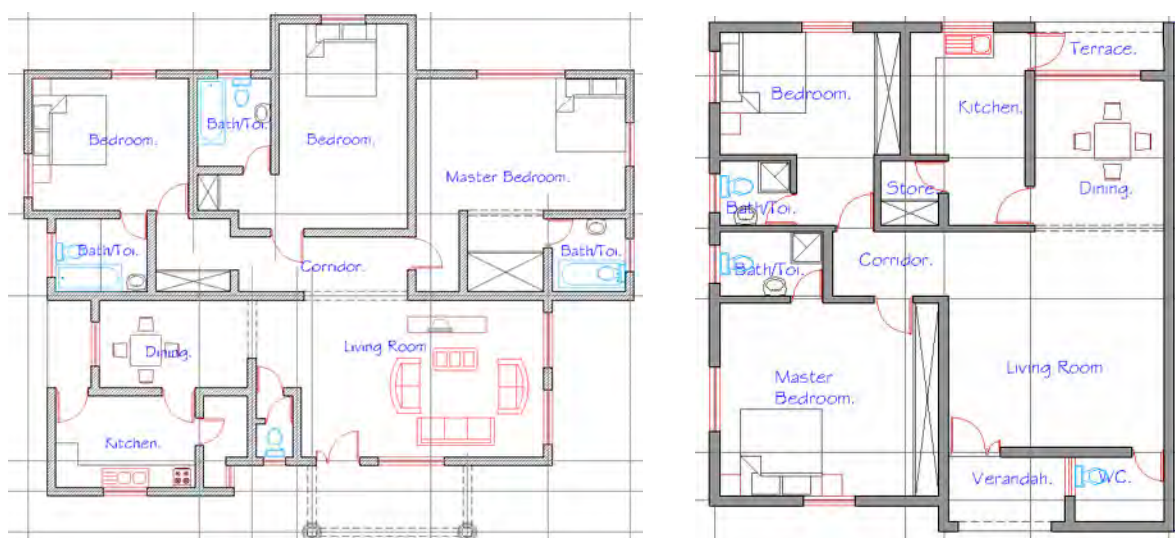 Bedroom.
Bath/Toi.
Bedroom.
Master Bedroom.
Bath/Toi.
Corridor.
Bath/Toi.
Dining.
Living Room
Kitchen.
Terrace.
Bedroom.
Kitchen.
Store
Dining.
Bath/Toi.
Corridor.
Bath/Toi.
Living Room
Master
Bedroom.
Verandah.
WC.